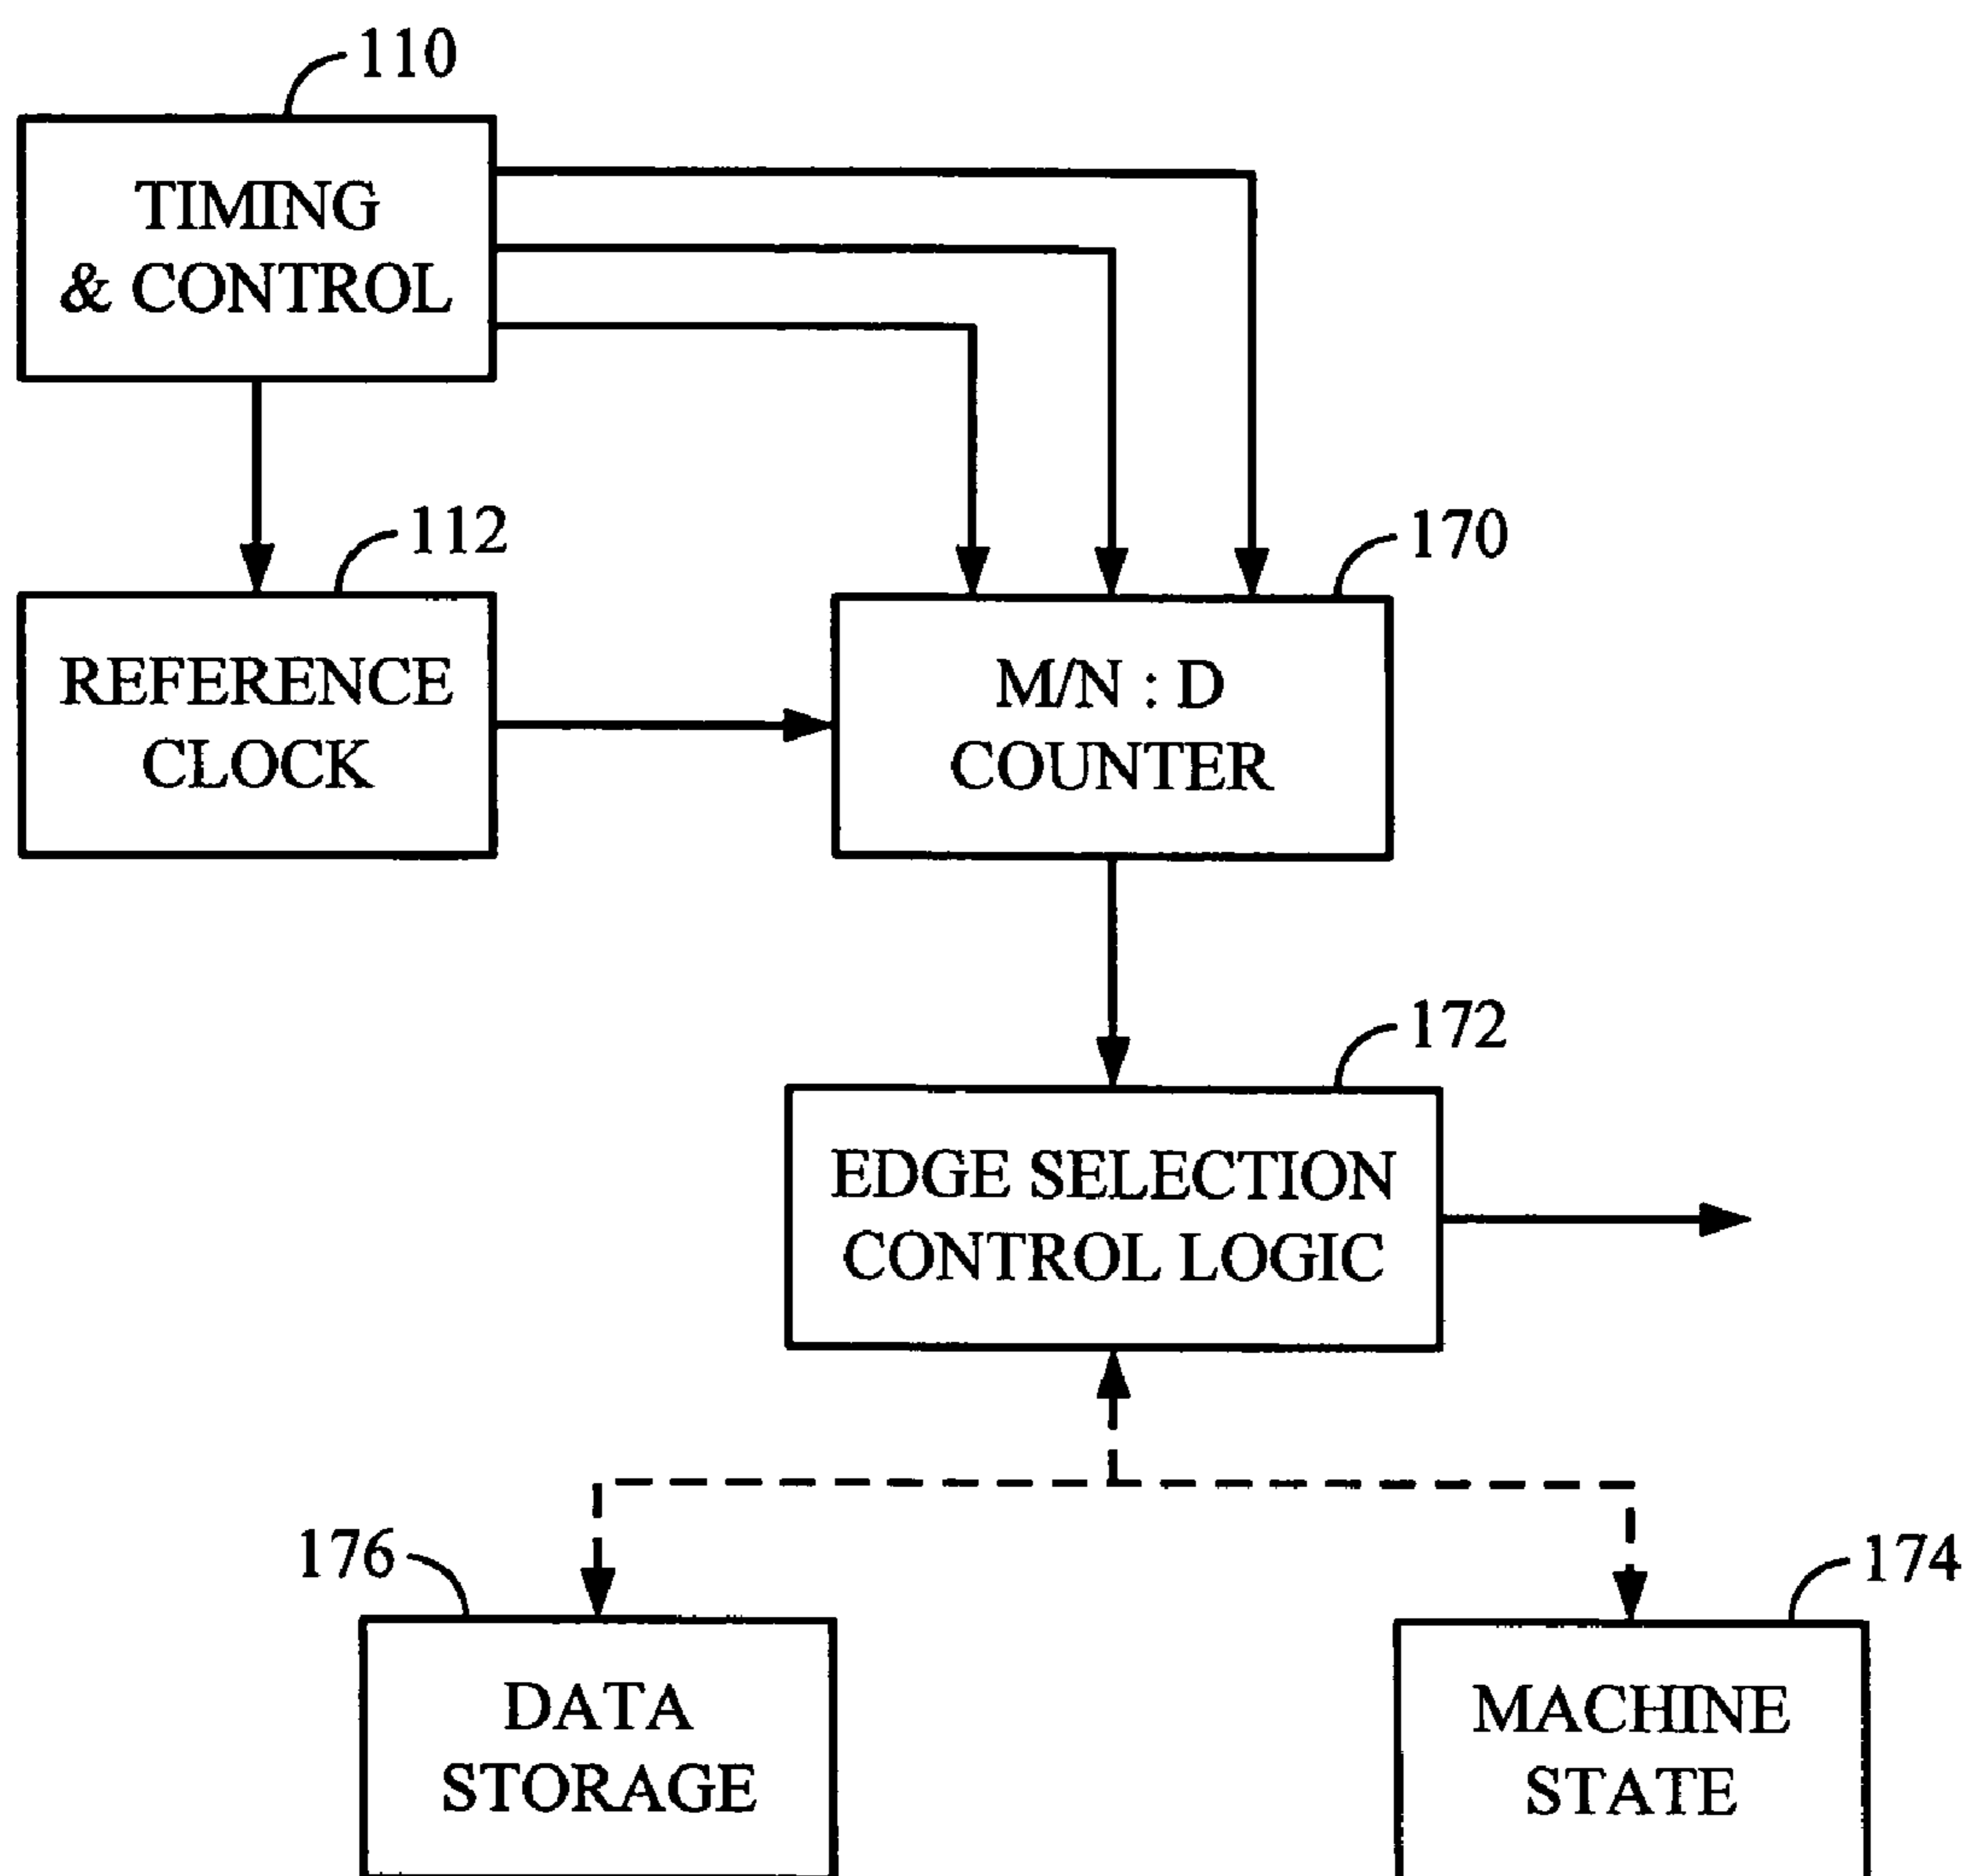 110
TIMING
& CONTROL
112
REFERENCE
CLOCK
170
M/N : D
COUNTER
172
EDGE SELECTION
CONTROL LOGIC
176
DATA
STORAGE
174
MACHINE
STATE